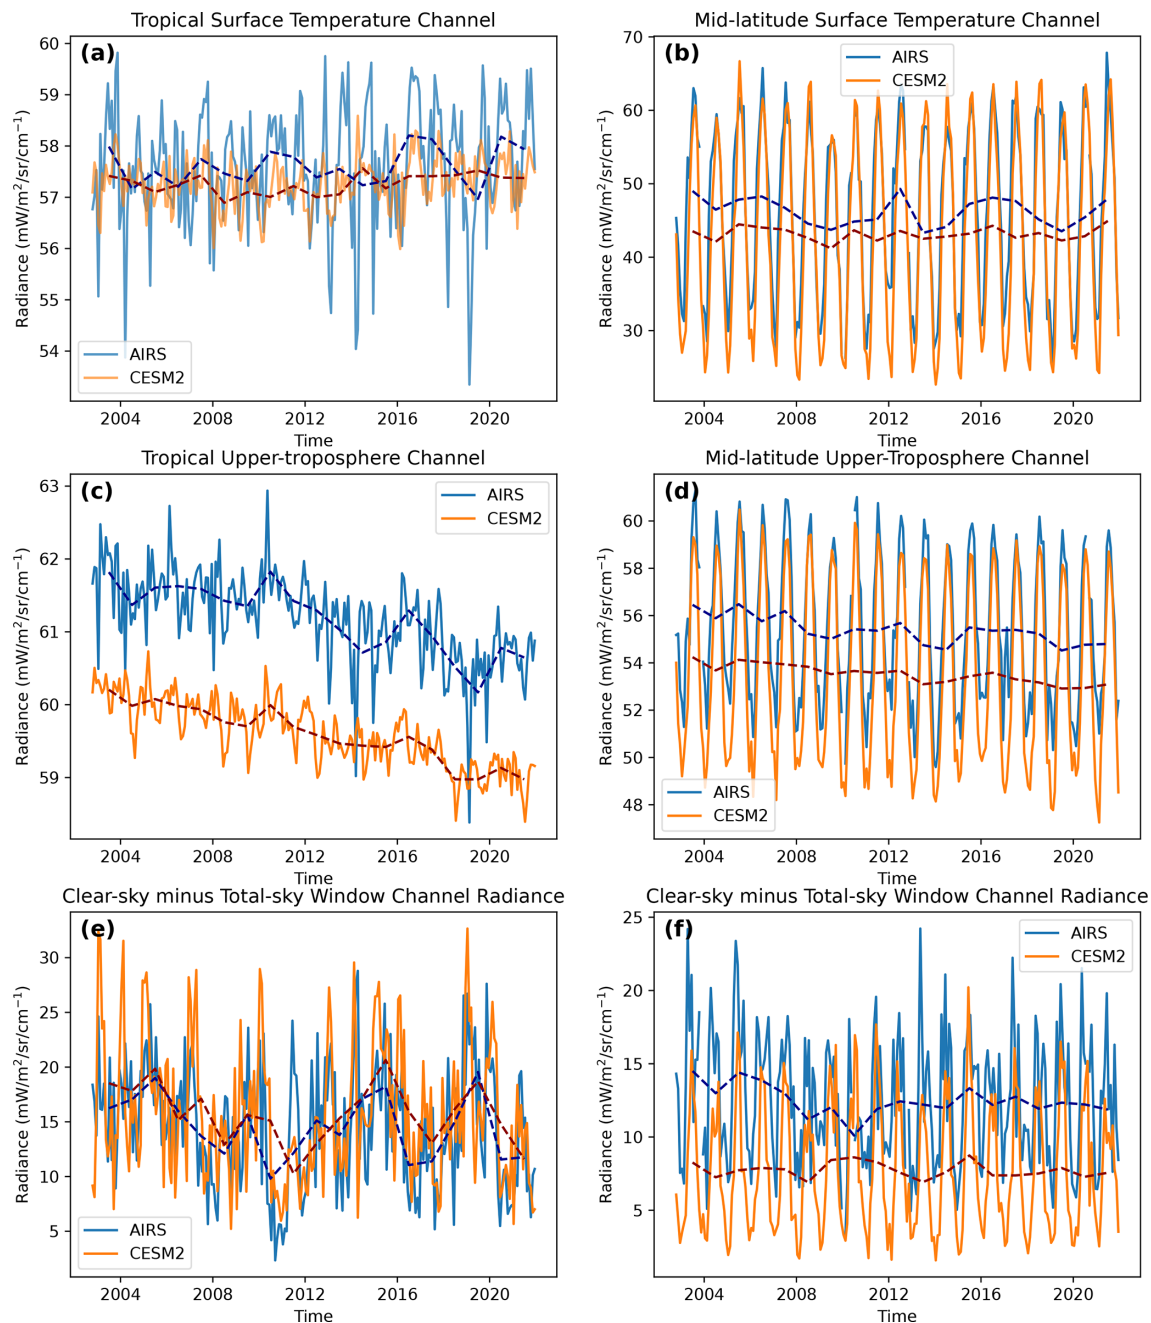 Tropical Surface Temperature Channel
(a)
Radiance (mW/m²/sr/cm⁻¹)
60
59
58
57
56
55
54
AIRS
CESM2
2004 2008 2012 2016 2020
Time
Mid-latitude Surface Temperature Channel
(b)
Radiance (mW/m²/sr/cm⁻¹)
70
60
50
40
30
AIRS
CESM2
2004 2008 2012 2016 2020
Time
Tropical Upper-troposphere Channel
(c)
Radiance (mW/m²/sr/cm⁻¹)
63
62
61
60
59
AIRS
CESM2
2004 2008 2012 2016 2020
Time
Mid-latitude Upper-Troposphere Channel
(d)
Radiance (mW/m²/sr/cm⁻¹)
60
58
56
54
52
50
48
AIRS
CESM2
2004 2008 2012 2016 2020
Time
Clear-sky minus Total-sky Window Channel Radiance
(e)
Radiance (mW/m²/sr/cm⁻¹)
30
25
20
15
10
5
AIRS
CESM2
2004 2008 2012 2016 2020
Time
Clear-sky minus Total-sky Window Channel Radiance
(f)
Radiance (mW/m²/sr/cm⁻¹)
25
20
15
10
5
AIRS
CESM2
2004 2008 2012 2016 2020
Time